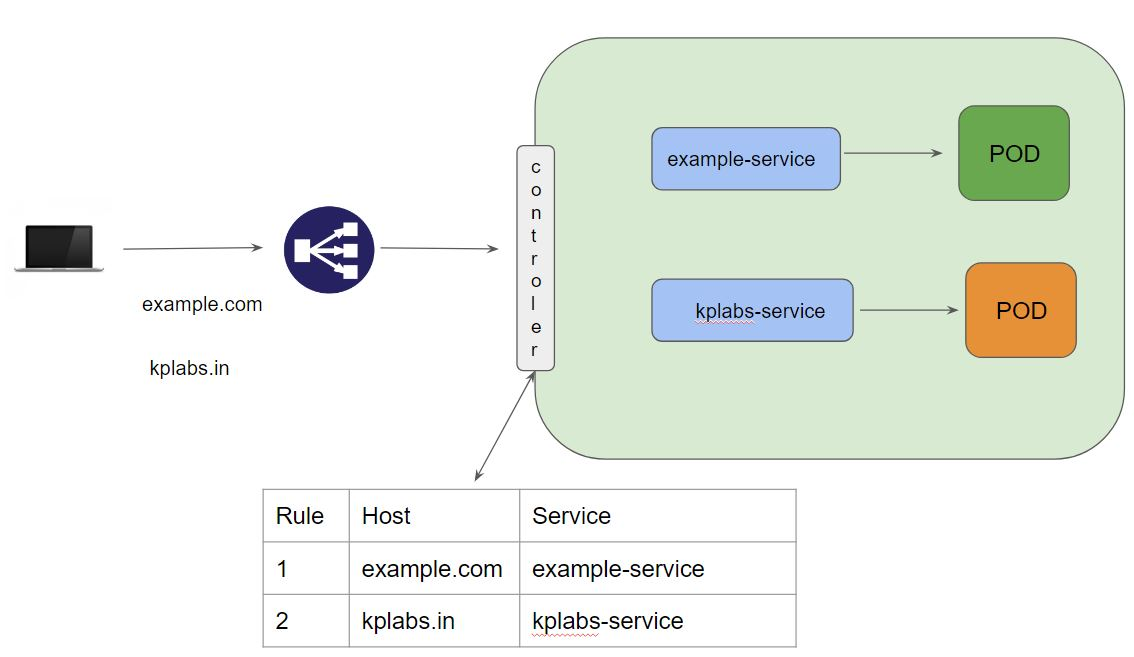 example.com
kplabs.in
controler
example-service
POD
kplabs-service
POD
Rule Host Service
1 example.com example-service
2 kplabs.in kplabs-service